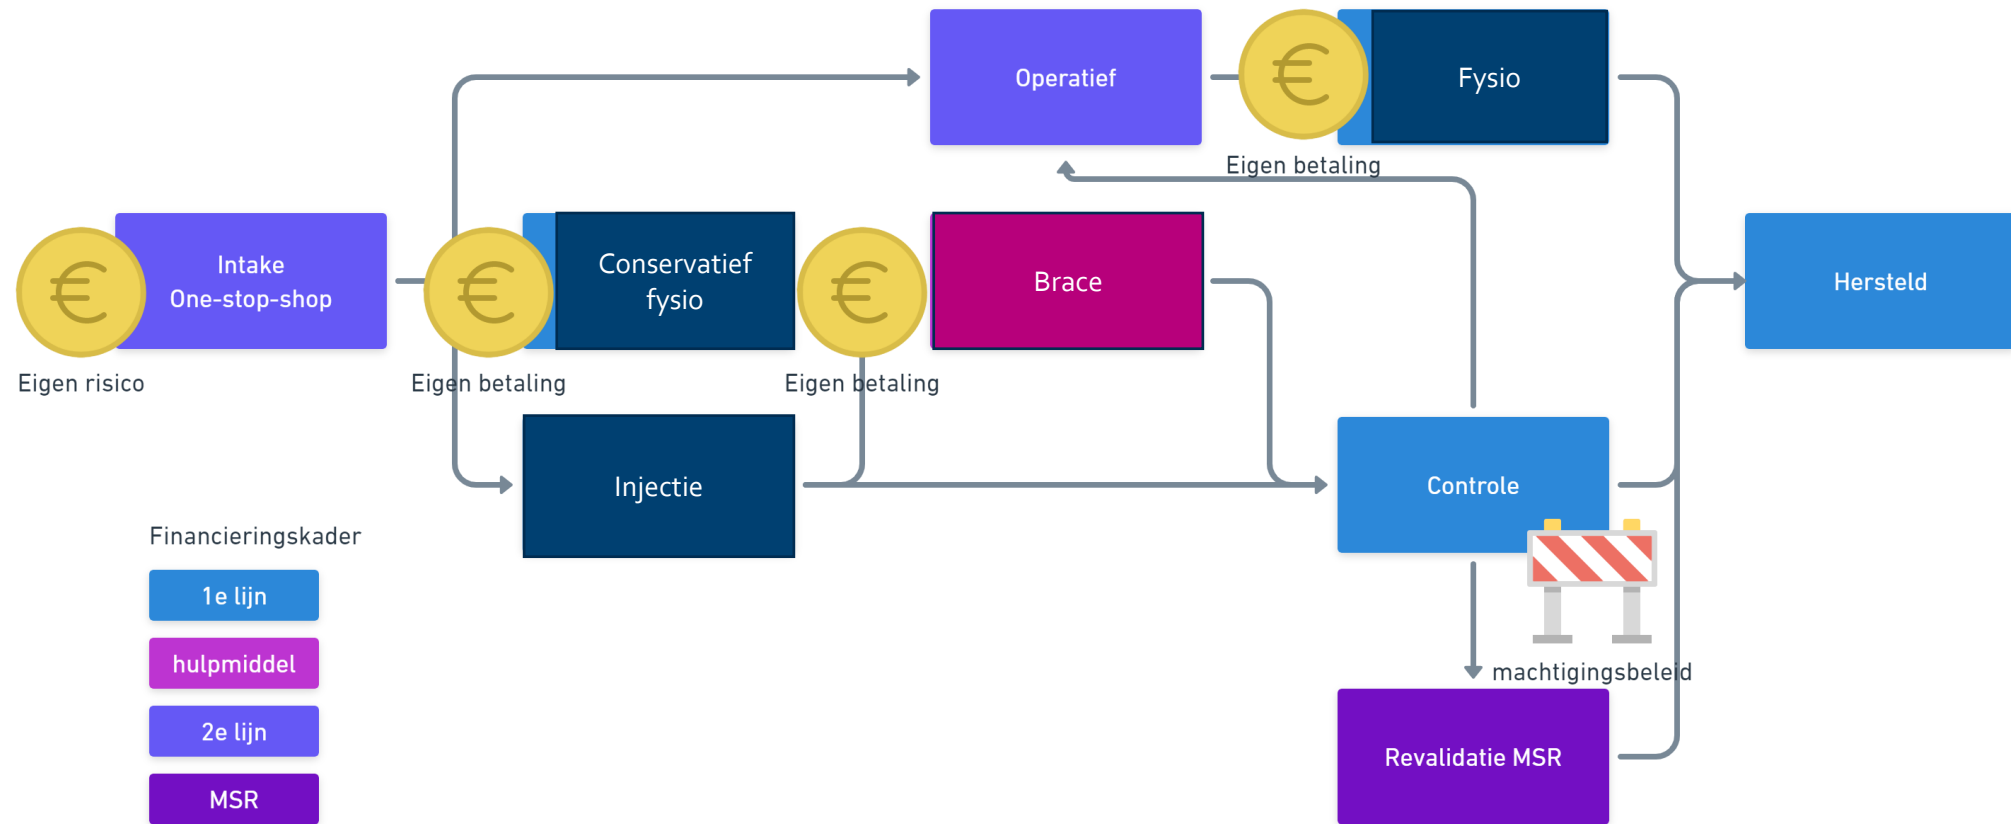 Operatief
€
Fysio
Eigen betaling
€
Intake
One-stop-shop
€
Conservatief
fysio
€
Brace
Hersteld
Eigen risico
Eigen betaling
Eigen betaling
Injectie
Controle
Financieringskader
1e lijn
hulpmiddel
machtigingsbeleid
2e lijn
Revalidatie MSR
MSR